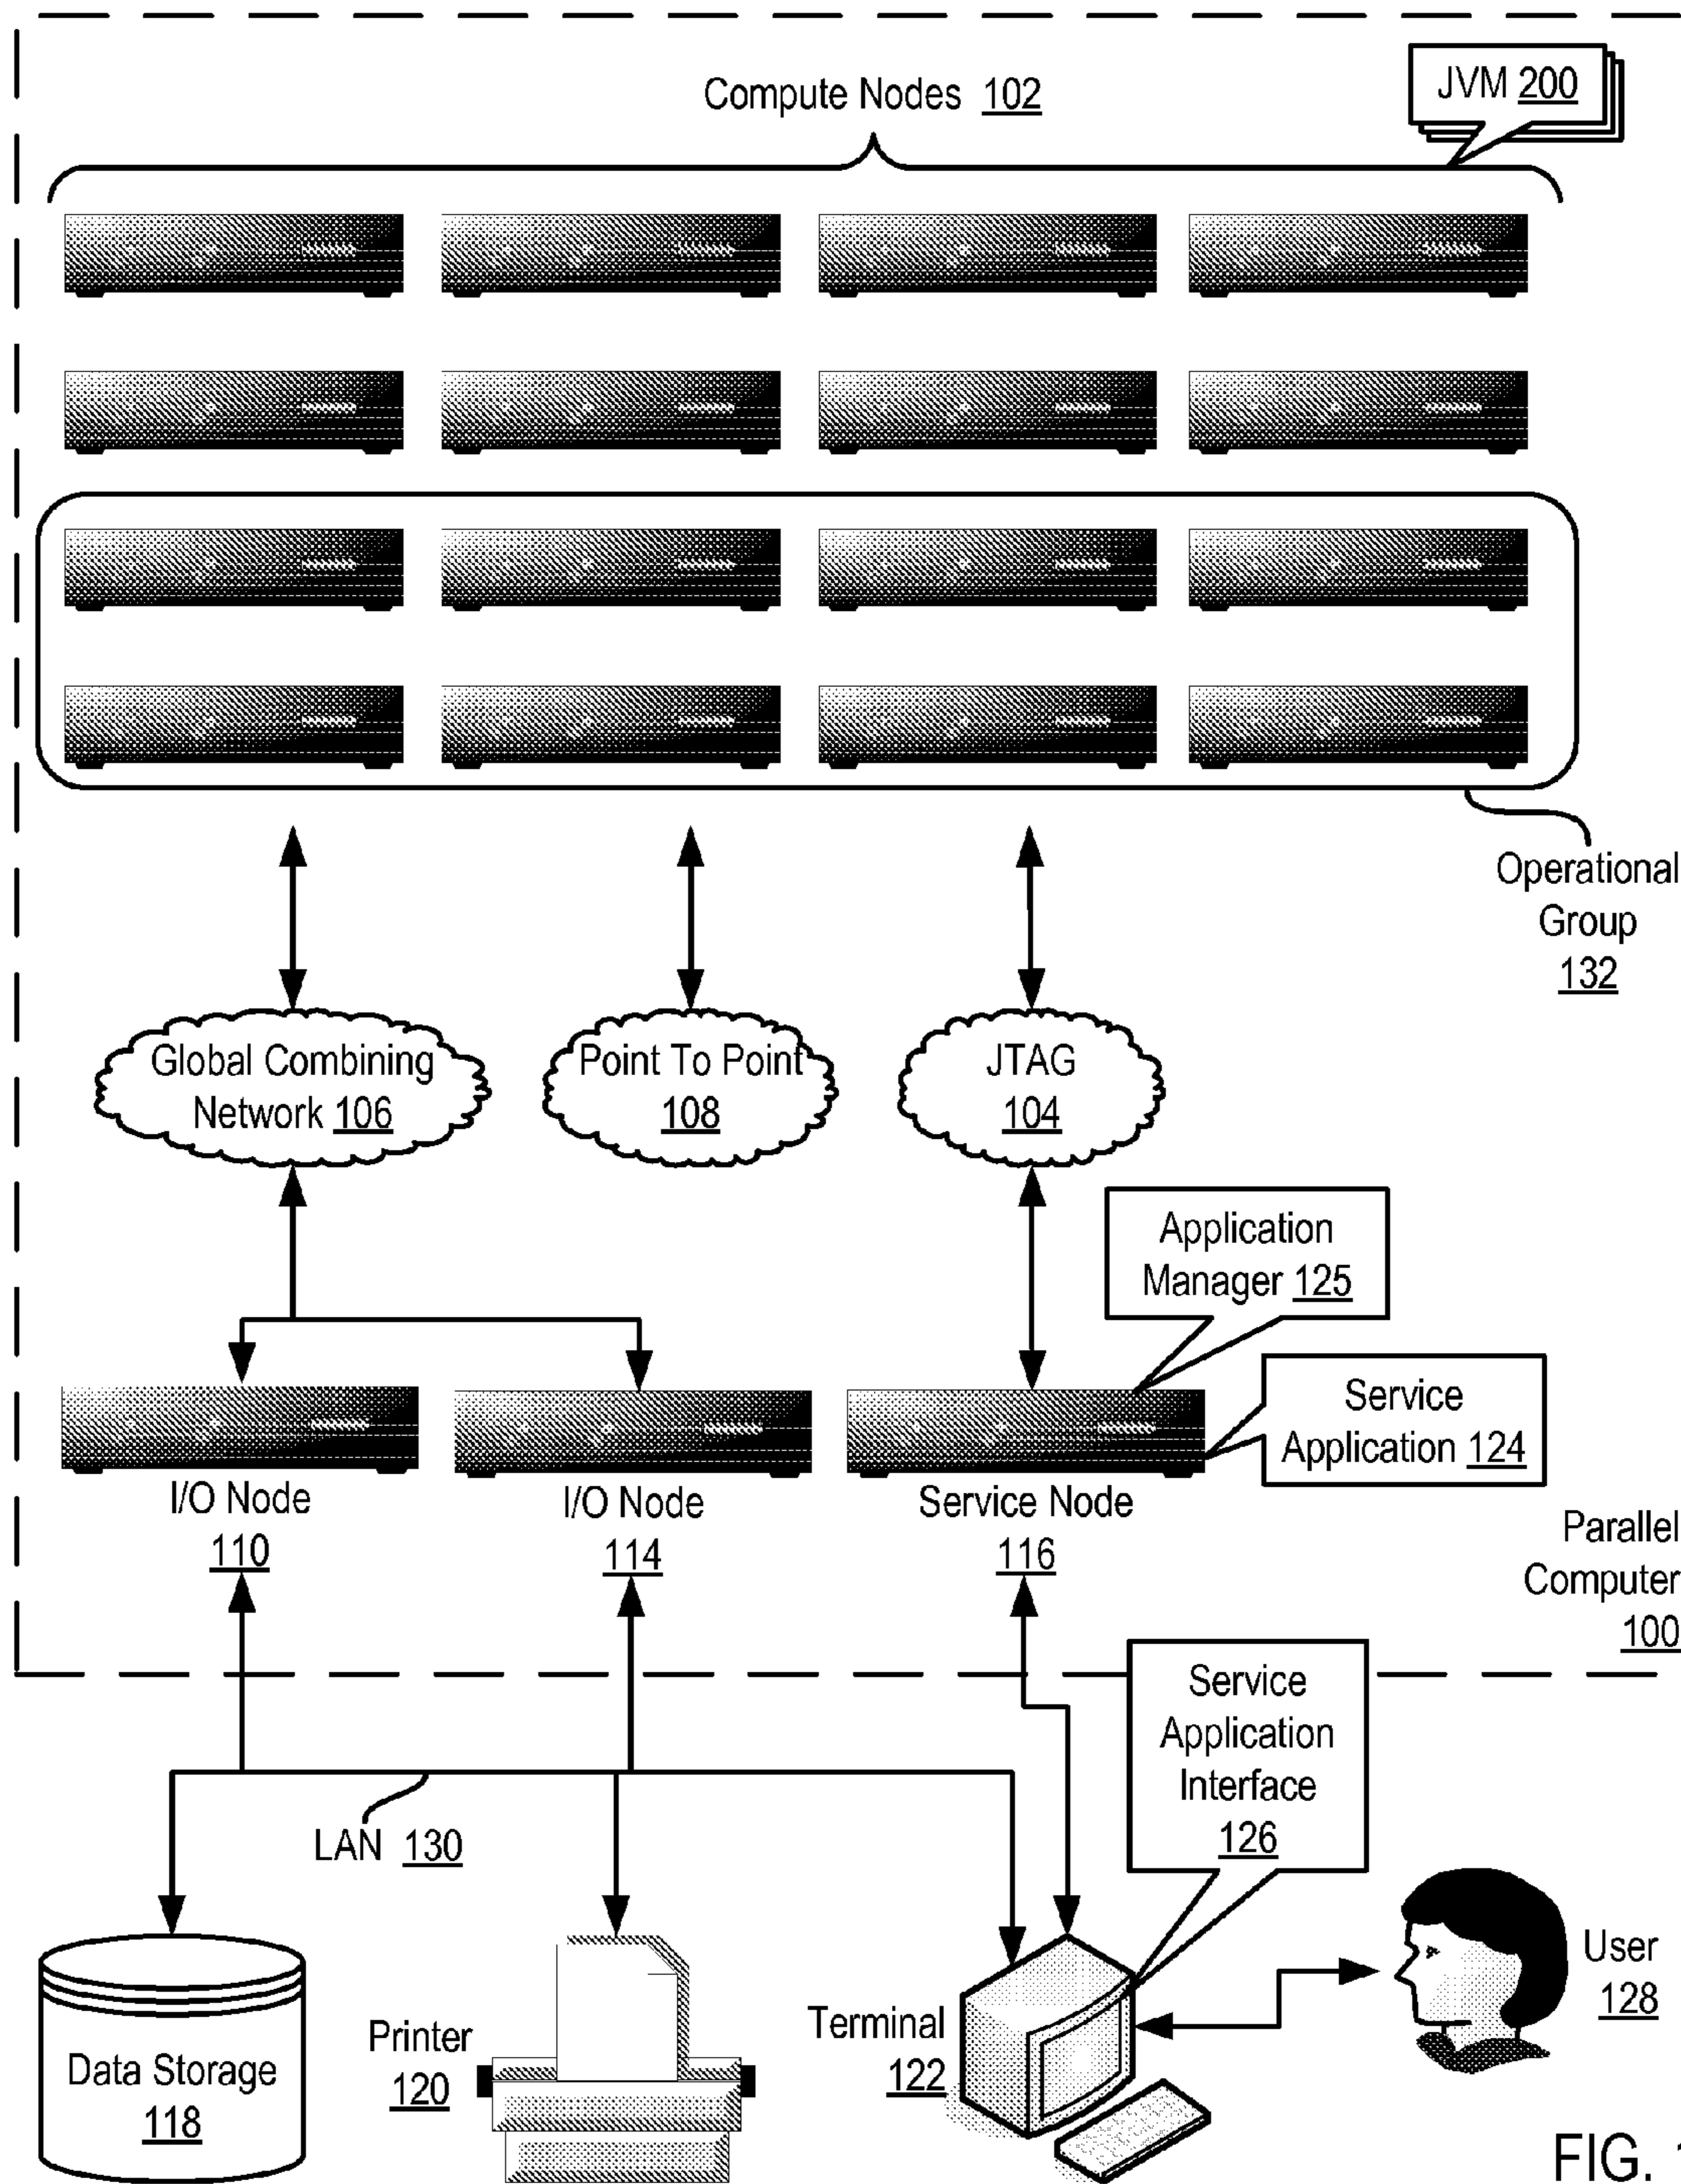 Compute Nodes 102
JVM 200
Operational
Group
132
Global Combining
Network 106
Point To Point
108
JTAG
104
Application
Manager 125
Service
Application 124
I/O Node
110
I/O Node
114
Service Node
116
Parallel
Computer
100
Service
Application
Interface
126
LAN 130
Data Storage
118
Printer
120
Terminal
122
User
128
FIG.